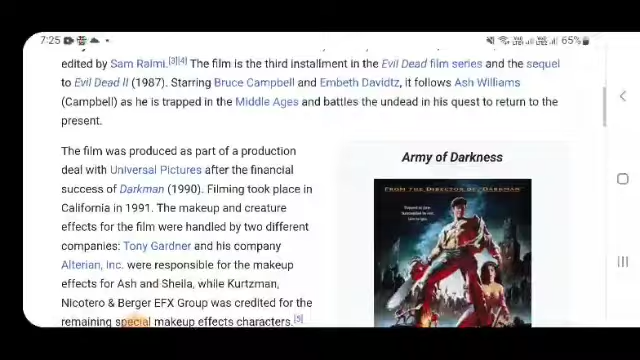 7:25
65%
edited by Sam Raimi.[3][4] The film is the third installment in the Evil Dead film series and the sequel
to Evil Dead II (1987). Starring Bruce Campbell and Embeth Davidtz, it follows Ash Williams
(Campbell) as he is trapped in the Middle Ages and battles the undead in his quest to return to the
present.
The film was produced as part of a production
deal with Universal Pictures after the financial
success of Darkman (1990). Filming took place in
California in 1991. The makeup and creature
effects for the film were handled by two different
companies: Tony Gardner and his company
Alterian, Inc. were responsible for the makeup
effects for Ash and Sheila, while Kurtzman,
Nicotero & Berger EFX Group was credited for the
remaining special makeup effects characters.[5]
Army of Darkness
FROM THE DIRECTOR OF DARKMAN